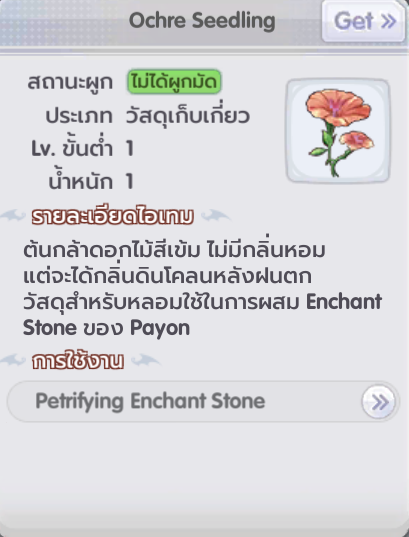 Ochre Seedling
Get »
สถานะผูก ไม่ได้ผูกมัด
ประเภท วัสดุเก็บเกี่ยว
Lv. ขั้นต่ำ 1
น้ำหนัก 1
รายละเอียดไอเทม
ต้นกล้าดอกไม้สีเข้ม ไม่มีกลิ่นหอม
แต่จะได้กลิ่นดินโคลนหลังฝนตก
วัสดุสำหรับหลอมใช้ในการผสม Enchant
Stone ของ Payon
การใช้งาน
Petrifying Enchant Stone